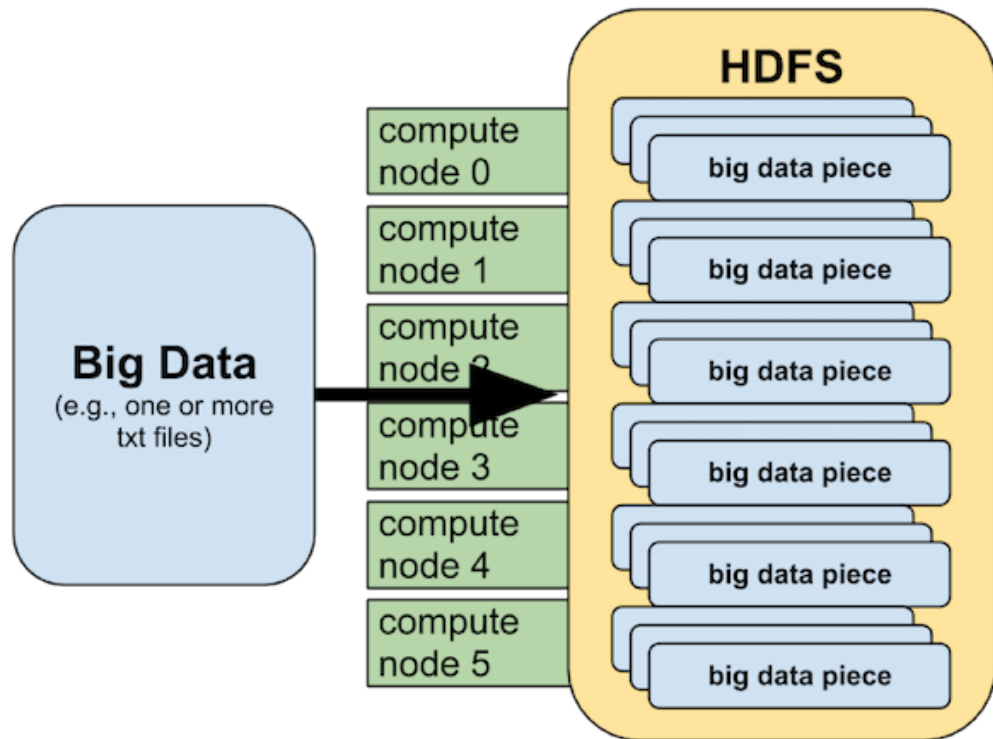 HDFS
compute
node 0
big data piece
compute
node 1
big data piece
compute
node 2
big data piece
Big Data
(e.g., one or more
txt files)
compute
node 3
big data piece
compute
node 4
big data piece
compute
node 5
big data piece